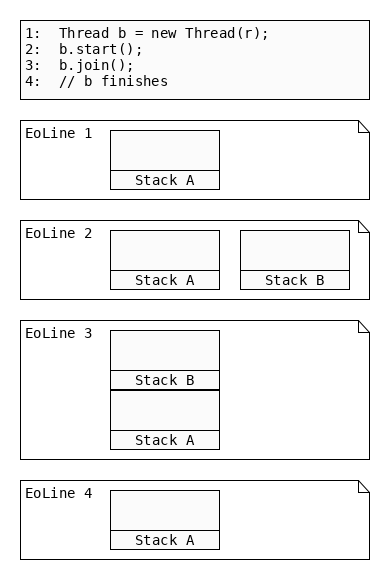 1:  Thread b = new Thread(r);
2:  b.start();
3:  b.join();
4:  // b finishes
EoLine 1
Stack A
EoLine 2
Stack A    Stack B
EoLine 3
Stack B
Stack A
EoLine 4
Stack A